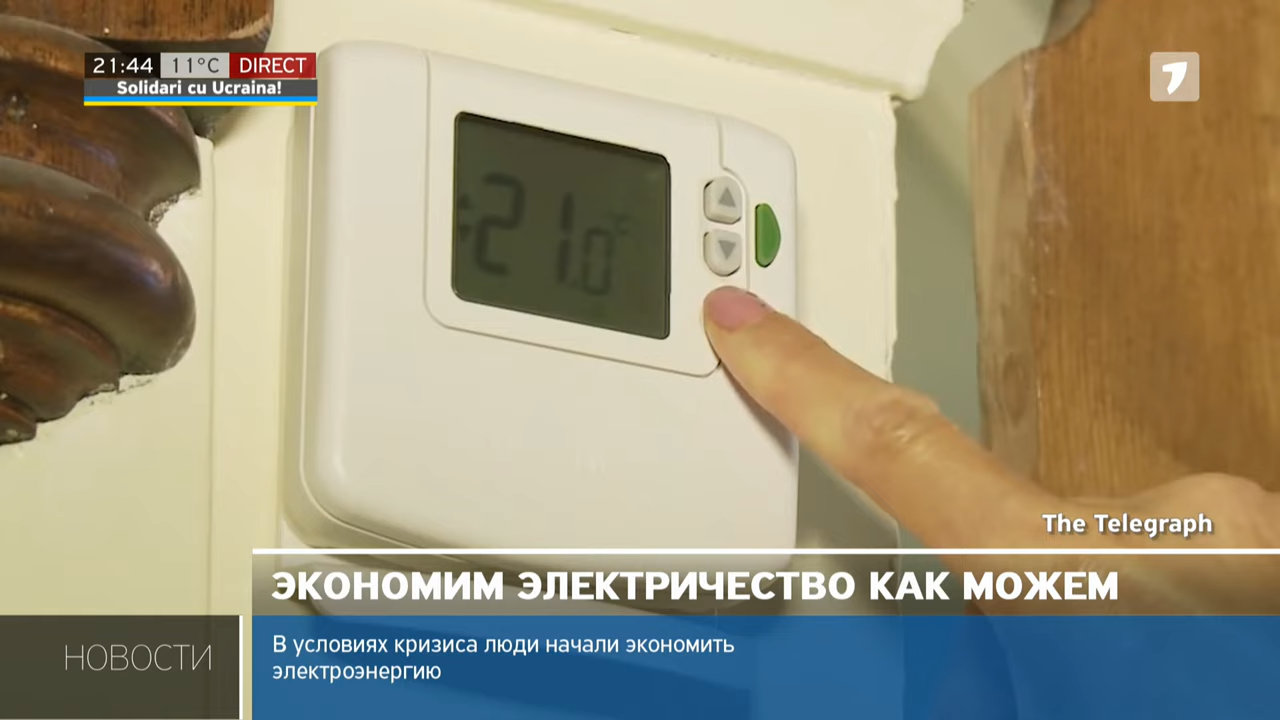 21:44 11°C DIRECT
Solidari cu Ucraina!
21.0
The Telegraph
ЭКОНОМИМ ЭЛЕКТРИЧЕСТВО КАК МОЖЕМ
НОВОСТИ
В условиях кризиса люди начали экономить
электроэнергию